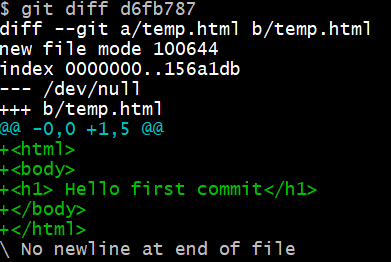 $ git diff d6fb787
diff --git a/temp.html b/temp.html
new file mode 100644
index 0000000..156a1db
--- /dev/null
+++ b/temp.html
@@ -0,0 +1,5 @@
+<html>
+<body>
+<h1> Hello first commit</h1>
+</body>
+</html>
\ No newline at end of file